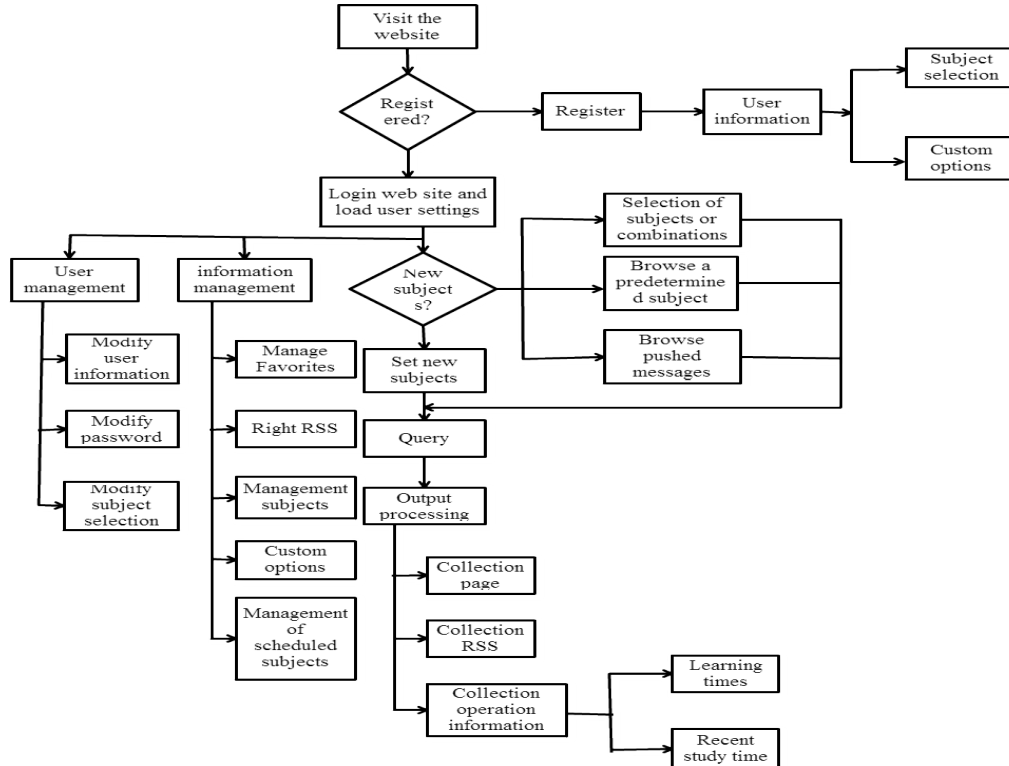 Visit the
website
Regist
ered?
Register
User
information
Subject
selection
Custom
options
Login web site and
load user settings
User
management
information
management
New
subject
s?
Selection of
subjects or
combinations
Browse a
predetermine
d subject
Browse
pushed
messages
Modify
user
information
Modify
password
Modify
subject
selection
Manage
Favorites
Right RSS
Management
subjects
Custom
options
Management
of
scheduled
subjects
Set new
subjects
Query
Output
processing
Collection
page
Collection
RSS
Collection
operation
information
Learning
times
Recent
study time